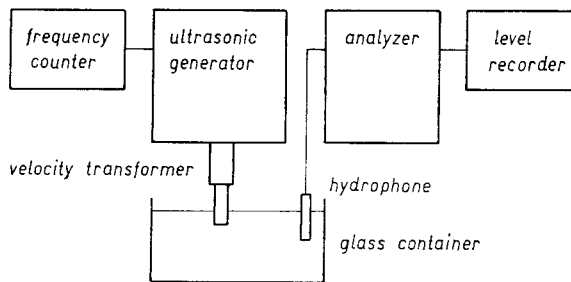 frequency
counter
ultrasonic
generator
analyzer
level
recorder
velocity transformer
hydrophone
glass container